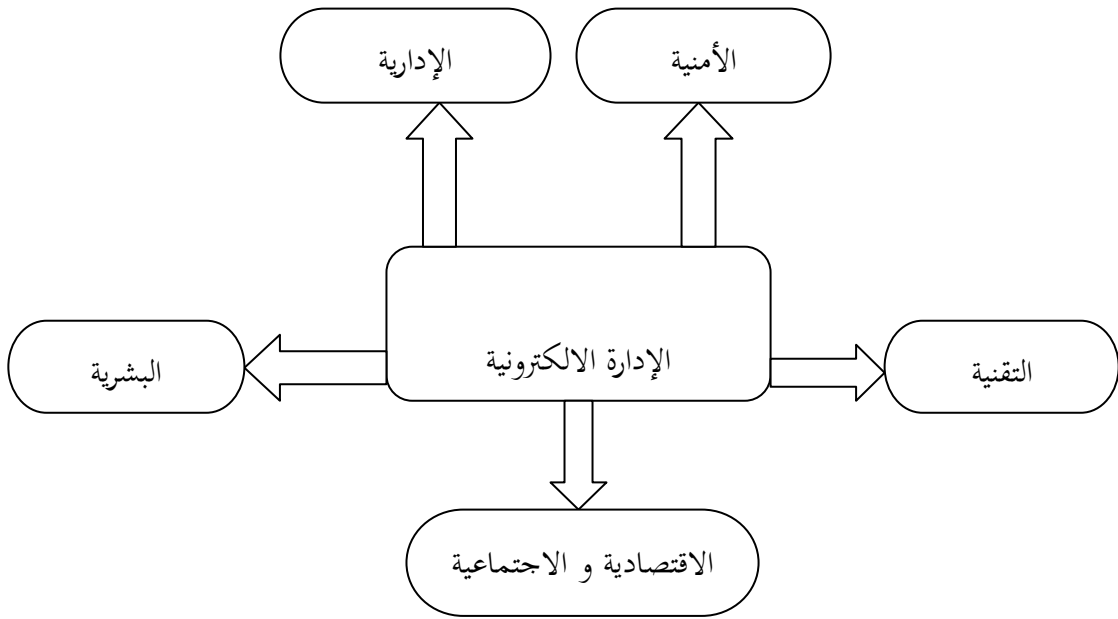 الأمنية
الإدارية
الإدارة الالكترونية
التقنية
البشرية
الاقتصادية و الاجتماعية